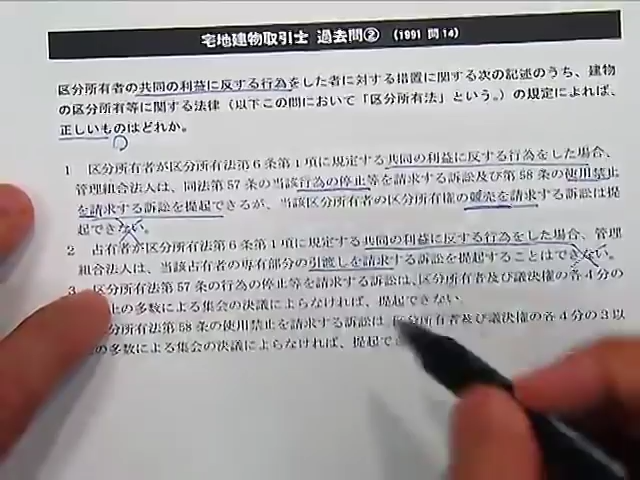 宅地建物取引士 過去問② (1991 問14)
区分所有者の共同の利益に反する行為をした者に対する措置に関する次の記述のうち、建物
の区分所有等に関する法律（以下この問において「区分所有法」という。）の規定によれば、
正しいものはどれか。
1 区分所有者が区分所有法第6条第1項に規定する共同の利益に反する行為をした場合、
管理組合法人は、同法第57条の当該行為の停止等を請求する訴訟及び第58条の使用禁止
を請求する訴訟を提起できるが、当該区分所有者の区分所有権の競売を請求する訴訟は提
起できない。
2 占有者が区分所有法第6条第1項に規定する共同の利益に反する行為をした場合、管理
組合法人は、当該占有者の専有部分の引渡しを請求する訴訟を提起することはできない。
3 区分所有法第57条の行為の停止等を請求する訴訟は、区分所有者及び議決権の各4分の
上の多数による集会の決議によらなければ、提起できない
分所有法第58条の使用禁止を請求する訴訟は、区分所有者及び議決権の各4分の3以
の多数による集会の決議によらなければ、提起で